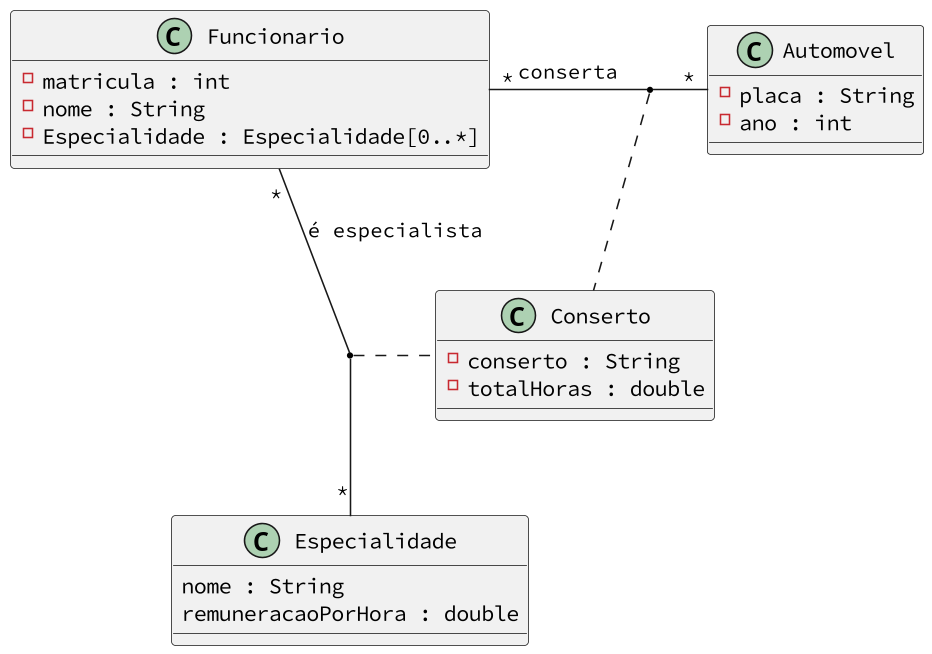 C Funcionario
matricula : int
nome : String
Especialidade : Especialidade[0..*]
C Automovel
placa : String
ano : int
* conserta *
*
é especialista
C Conserto
conserto : String
totalHoras : double
*
C Especialidade
nome : String
remuneracaoPorHora : double